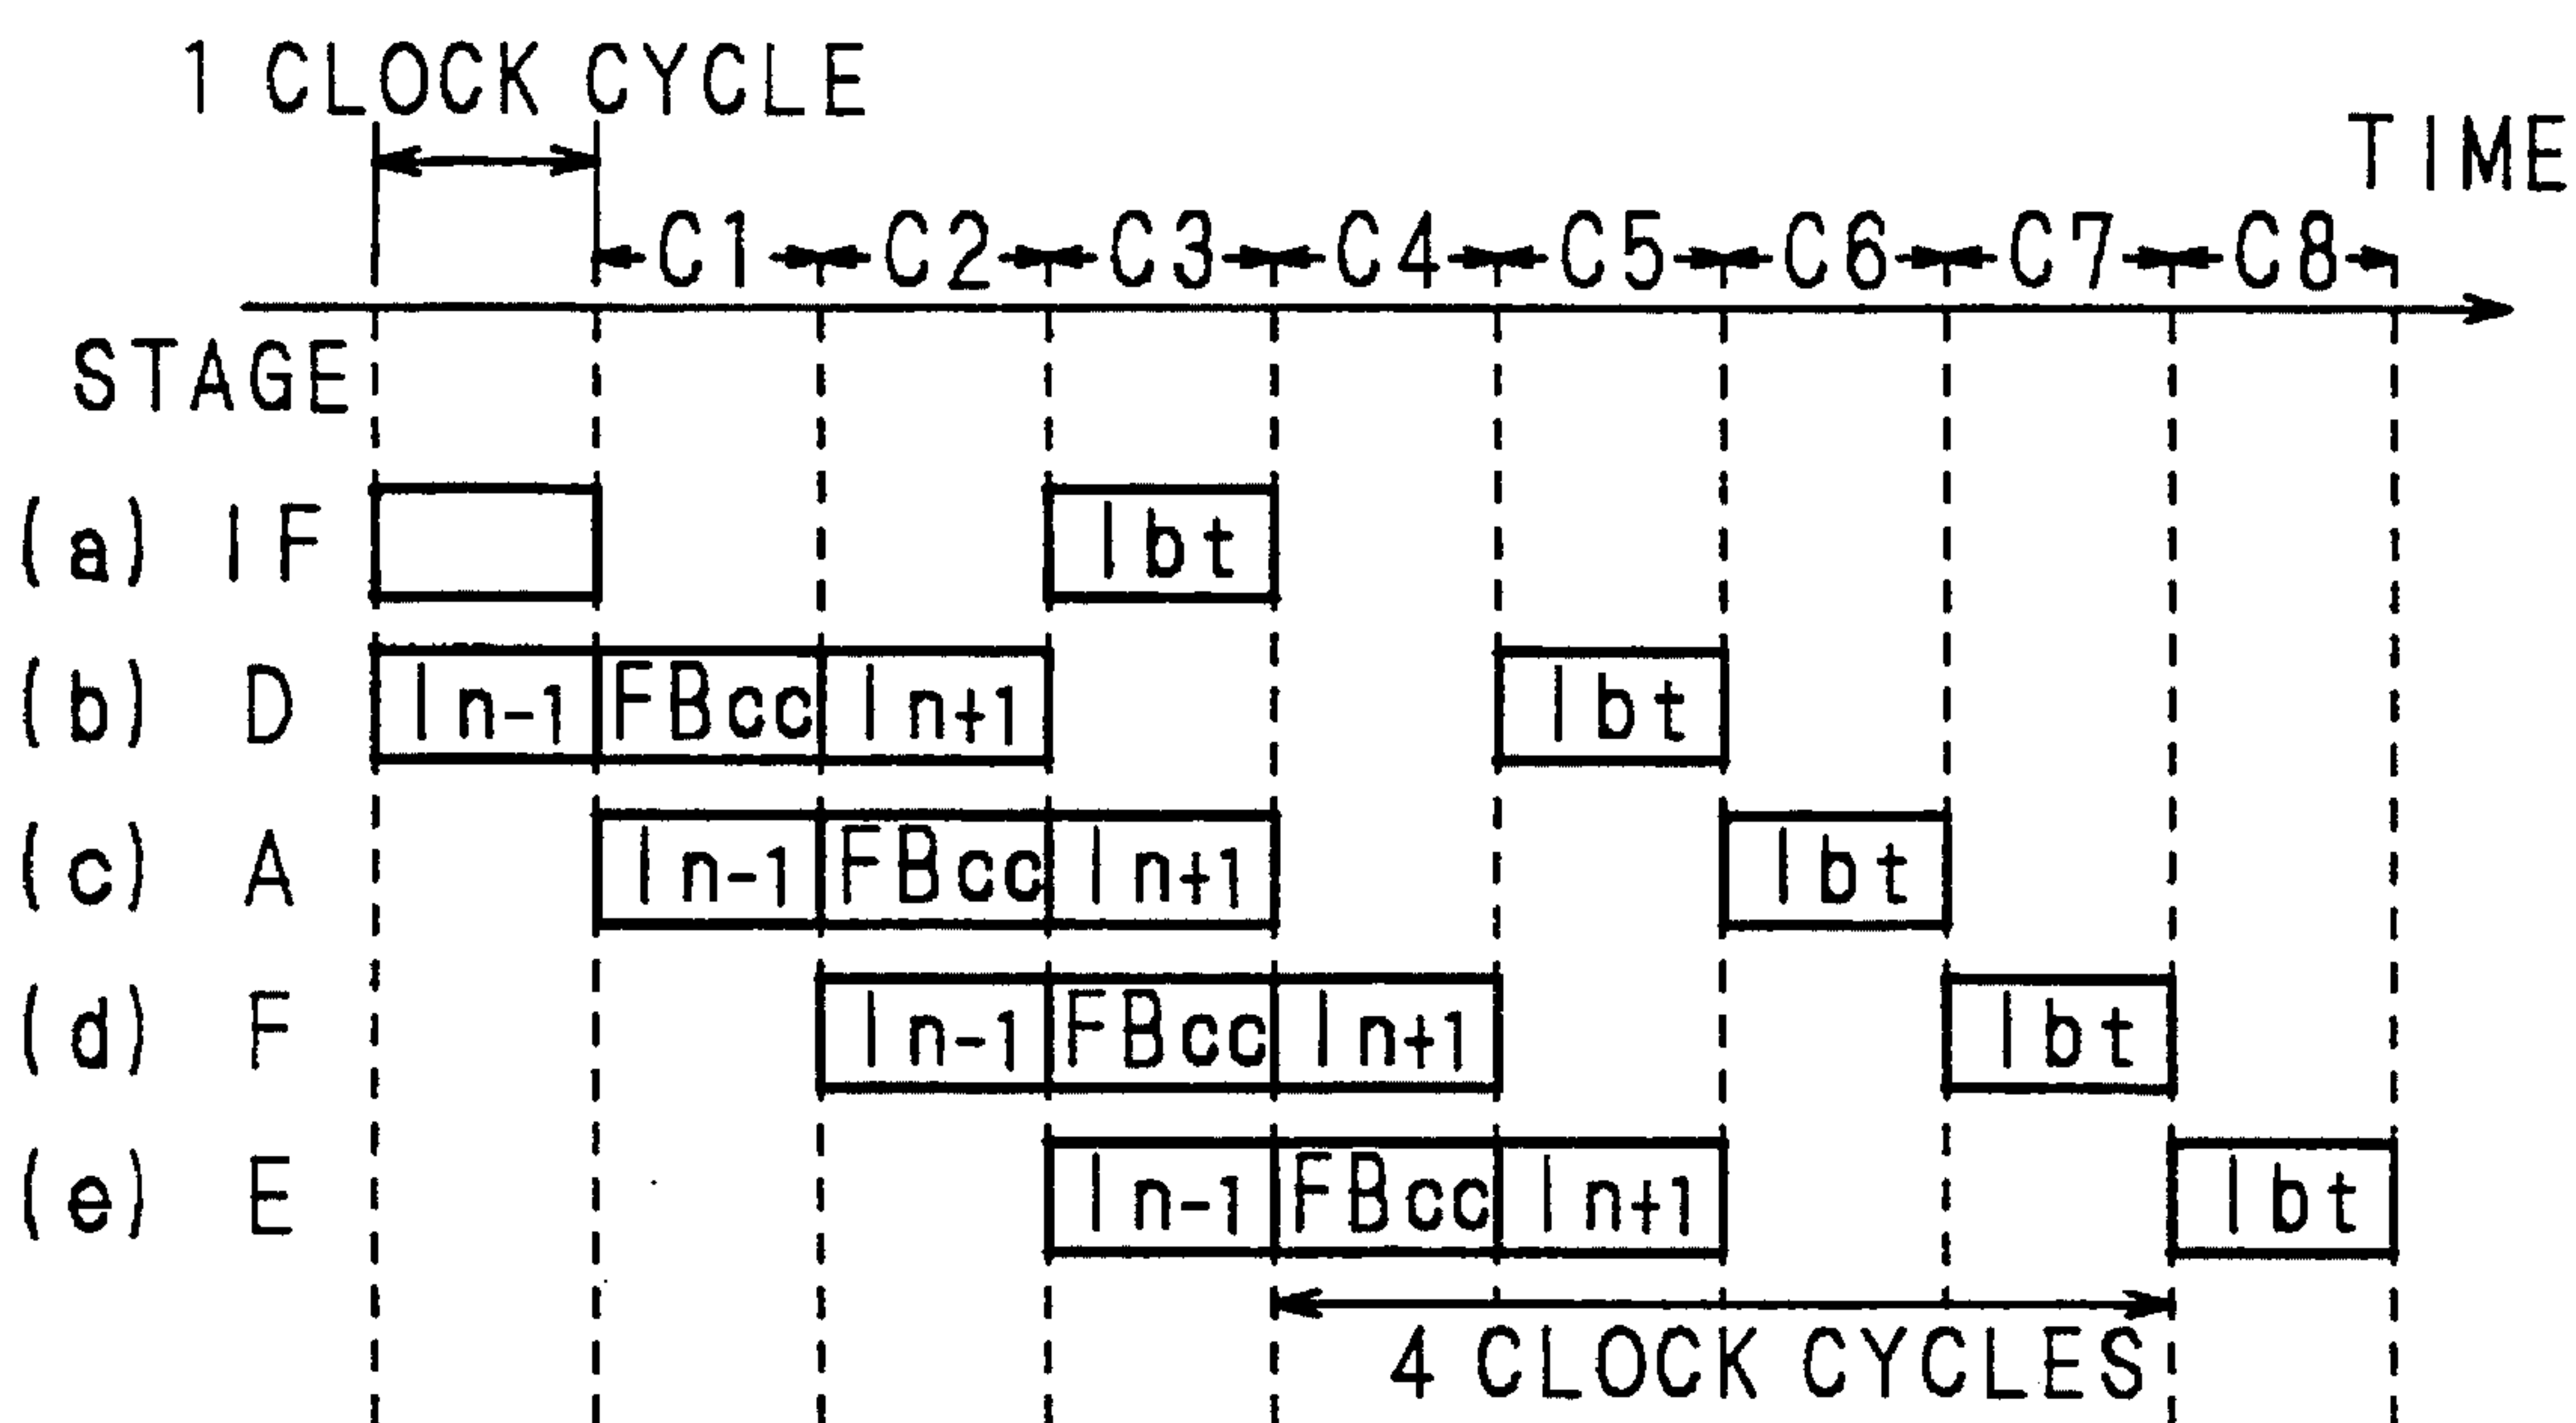 1 CLOCK CYCLE
TIME
C1 C2 C3 C4 C5 C6 C7 C8
STAGE
(a) IF Ibt
(b) D In-1 FBcc In+1 Ibt
(c) A In-1 FBcc In+1 Ibt
(d) F In-1 FBcc In+1 Ibt
(e) E In-1 FBcc In+1 Ibt
4 CLOCK CYCLES